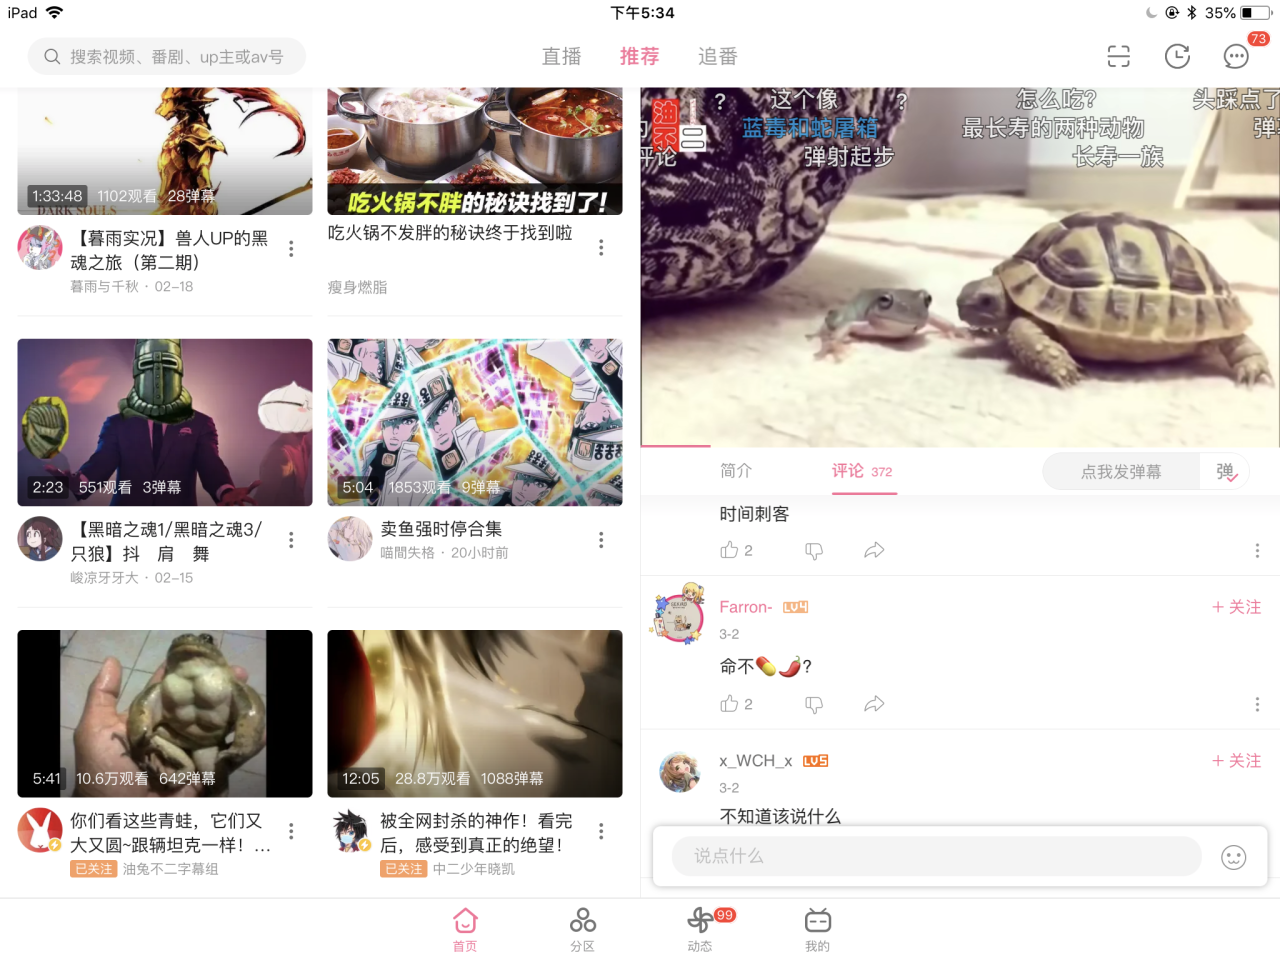 iPad
下午5:34
35%
搜索视频、番剧、up主或av号
直播
推荐
追番
73
1:33:48 1102观看 28弹幕
DARK SOULS
【暮雨实况】兽人UP的黑
魂之旅（第二期）
暮雨与千秋 · 02-18
吃火锅不胖的秘诀找到了!
吃火锅不发胖的秘诀终于找到啦
瘦身燃脂
2:23 551观看 3弹幕
【黑暗之魂1/黑暗之魂3/
只狼】抖 肩 舞
峻凉牙牙大 · 02-15
5:04 1853观看 9弹幕
卖鱼强时停合集
喵間失格 · 20小时前
5:41 10.6万观看 642弹幕
你们看这些青蛙，它们又
大又圆~跟辆坦克一样！...
已关注 油兔不二字幕组
12:05 28.8万观看 1088弹幕
被全网封杀的神作！看完
后，感受到真正的绝望！
已关注 中二少年晓凯
? 这个像 ? 怎么吃? 头踩点了
蓝毒和蛇屠箱 最长寿的两种动物 弹
评论 弹射起步 长寿一族
油
不
简介
评论 372
点我发弹幕
弹
时间刺客
2
Farron- LV4
+ 关注
3-2
命不💊🌶️?
2
x_WCH_x LV5
+ 关注
3-2
不知道该说什么
说点什么
首页
分区
99
动态
我的